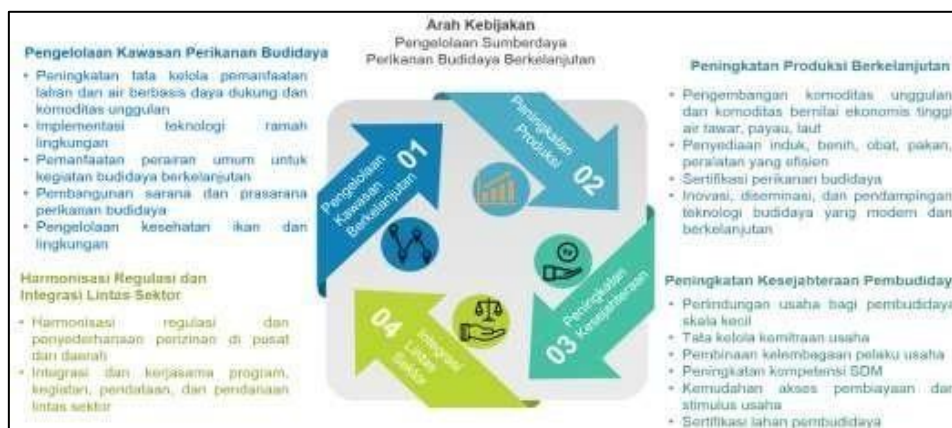 Arah Kebijakan
Pengelolaan Sumberdaya
Perikanan Budidaya Berkelanjutan
Pengelolaan Kawasan Perikanan Budidaya
• Peningkatan tata kelola pemanfaatan
lahan dan air berbasis daya dukung dan
komoditas unggulan
• Implementasi teknologi ramah
lingkungan
• Pemanfaatan perairan umum untuk
kegiatan budidaya berkelanjutan
• Pembangunan sarana dan prasarana
perikanan budidaya
• Pengelolaan kesehatan ikan dan
lingkungan
Harmonisasi Regulasi dan
Integrasi Lintas Sektor
• Harmonisasi regulasi dan
penyederhanaan perizinan di pusat
dan daerah
• Integrasi dan kerjasama program,
kegiatan, pendataan, dan pendanaan
lintas sektor
01
Pengelolaan
Kawasan
Berkelanjutan
Peningkatan
Produksi
02
Peningkatan
Kesejahteraan
03
04
Integrasi
Lintas
Sektor
Peningkatan Produksi Berkelanjutan
• Pengembangan komoditas unggulan
dan komoditas bernilai ekonomis tinggi
air tawar, payau, laut
• Penyediaan induk, benih, obat, pakan,
peralatan yang efisien
• Sertifikasi perikanan budidaya
• Inovasi, diseminasi, dan pendampingan
teknologi budidaya yang modern dan
berkelanjutan
Peningkatan Kesejahteraan Pembudiday
• Perlindungan usaha bagi pembudidaya
skala kecil
• Tata kelola kemitraan usaha
• Pembinaan kelembagaan pelaku usaha
• Peningkatan kompetensi SDM
• Kemudahan akses pembiayaan dan
stimulus usaha
• Sertifikasi lahan pembudidaya